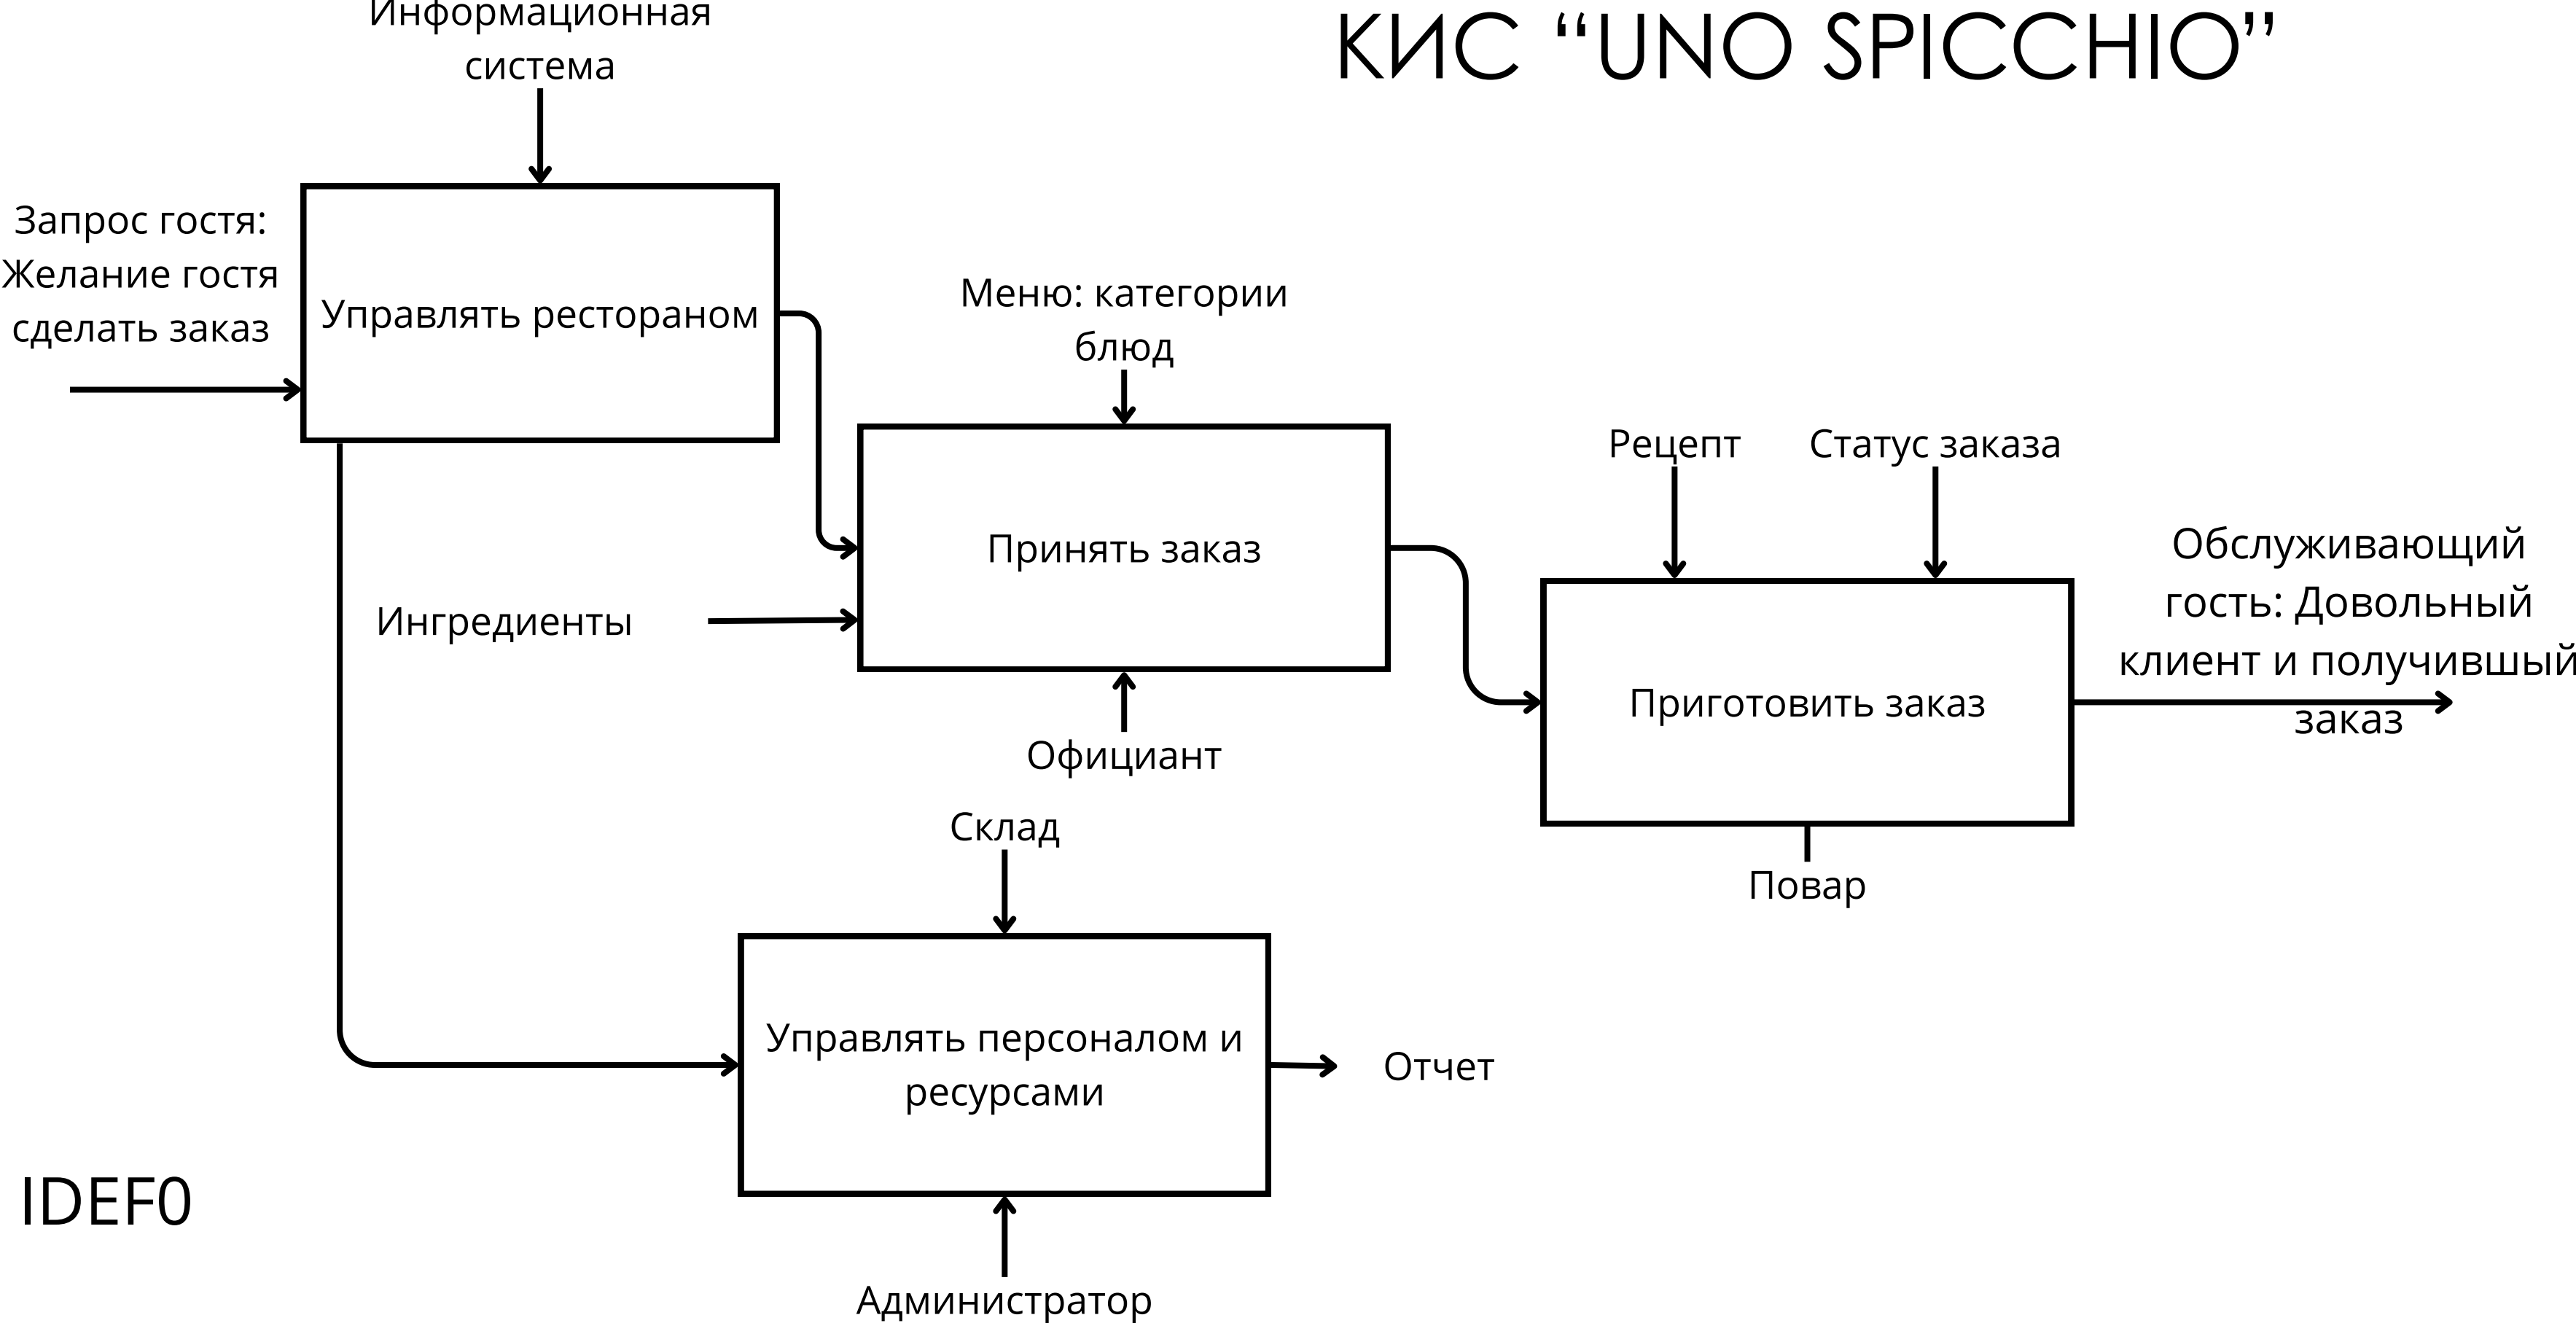 Информационная
система
КИС “UNO SPICCHIO”
Запрос гостя:
Желание гостя
сделать заказ
Управлять рестораном
Меню: категории
блюд
Рецепт
Статус заказа
Принять заказ
Ингредиенты
Официант
Обслуживающий
гость: Довольный
клиент и получившый
заказ
Приготовить заказ
Повар
Склад
Управлять персоналом и
ресурсами
Отчет
IDEF0
Администратор